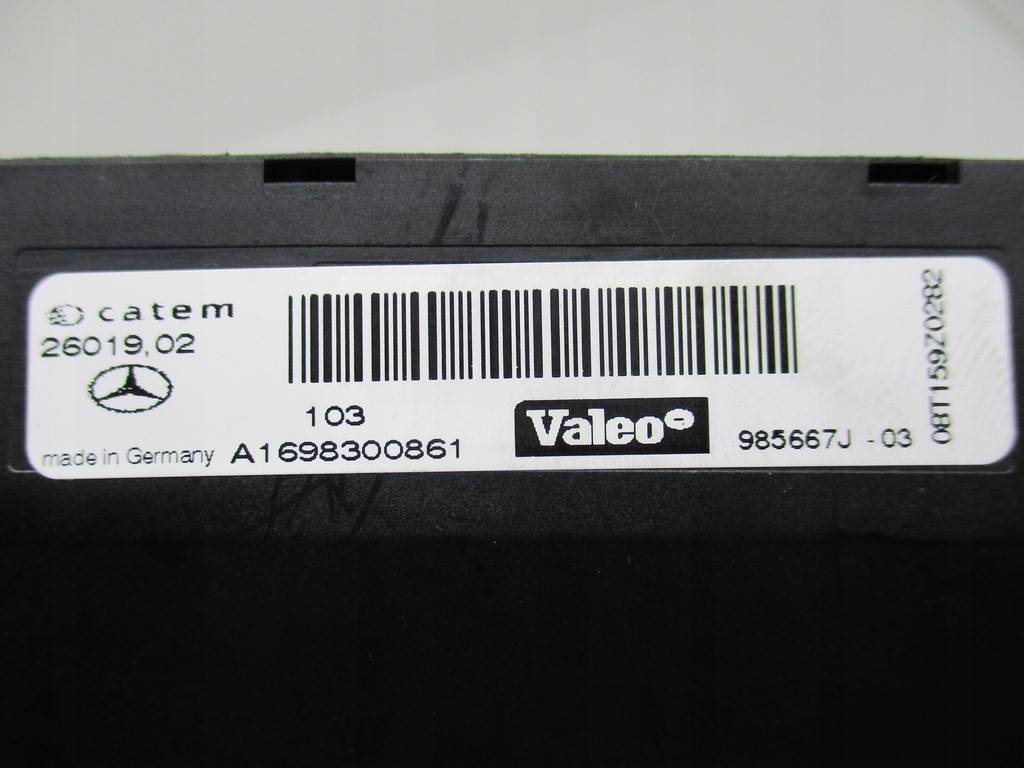 catem
26019,02
103
made in Germany A1698300861
Valeo
985667J - 03
08T159Z0282